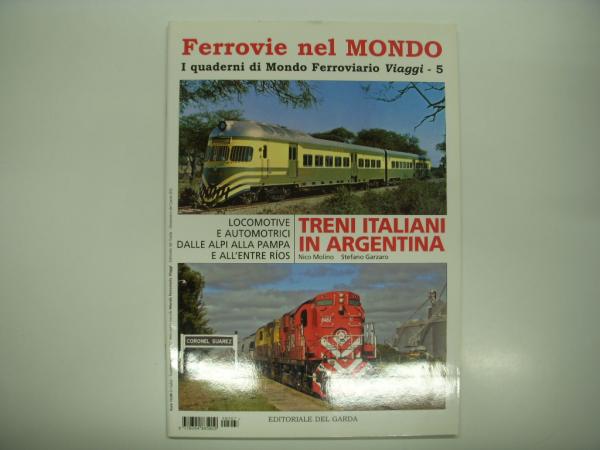 Ferrovie nel MONDO
I quaderni di Mondo Ferroviario Viaggi - 5
LOCOMOTIVE
E AUTOMOTRICI
DALLE ALPI ALLA PAMPA
E ALL'ENTRE RÍOS
TRENI ITALIANI
IN ARGENTINA
Nico Molino Stefano Garzaro
CORONEL SUAREZ
EDITORIALE DEL GARDA